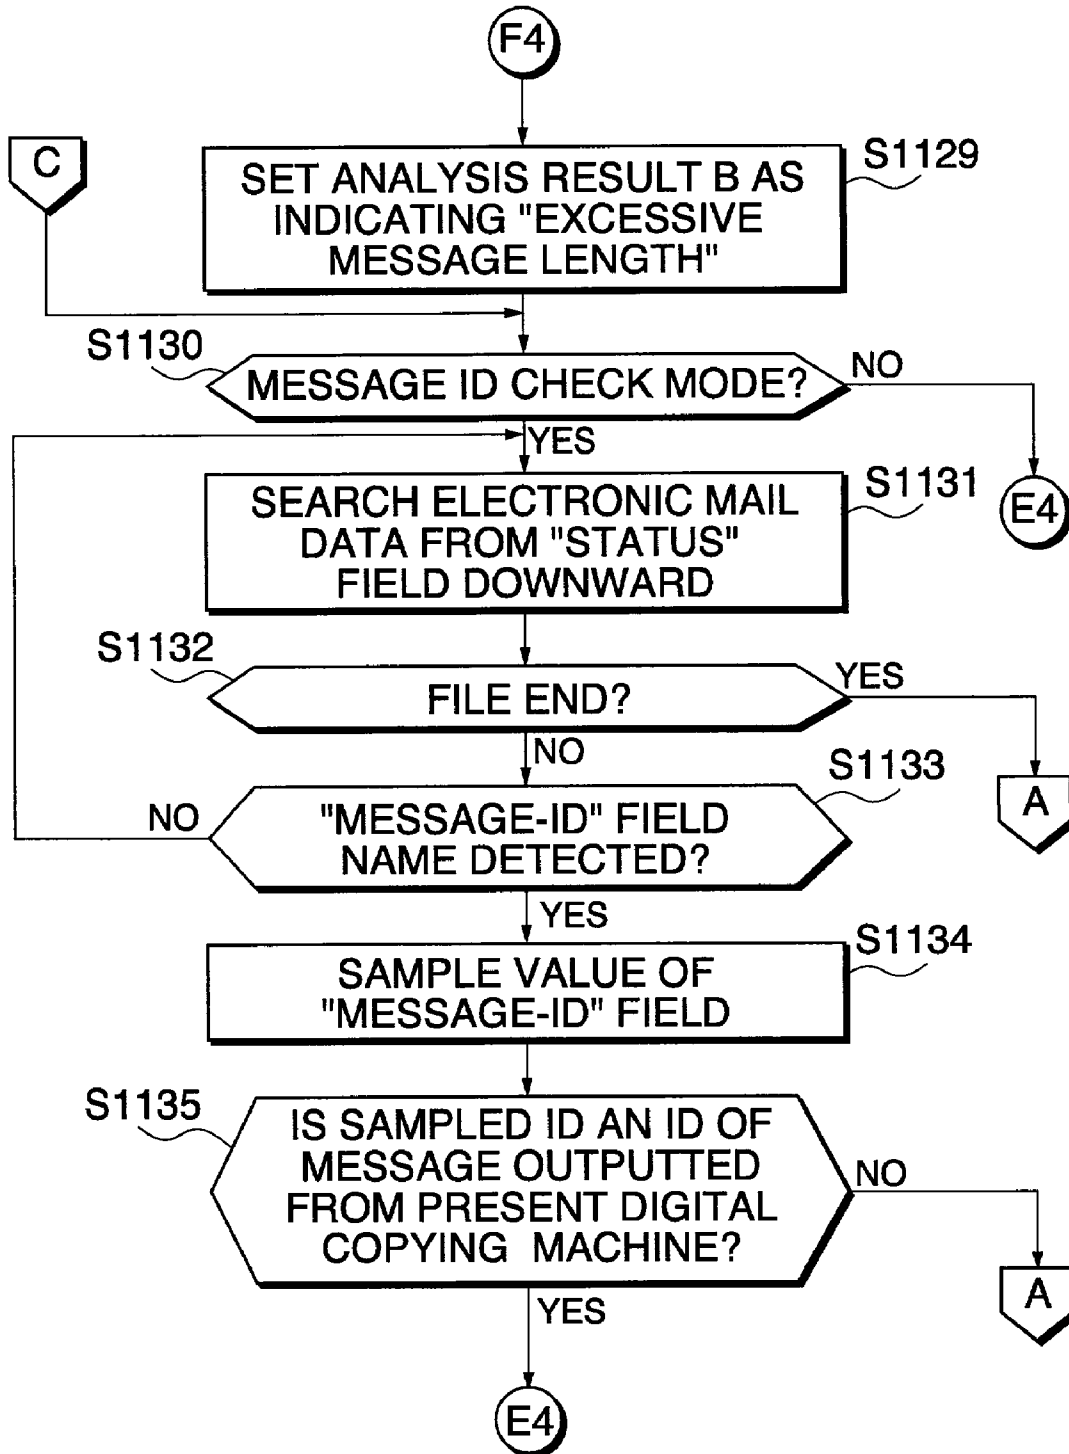 F4
C
S1129
SET ANALYSIS RESULT B AS
INDICATING "EXCESSIVE
MESSAGE LENGTH"
S1130
MESSAGE ID CHECK MODE?
NO
YES
E4
S1131
SEARCH ELECTRONIC MAIL
DATA FROM "STATUS"
FIELD DOWNWARD
S1132
FILE END?
YES
NO
A
S1133
NO
"MESSAGE-ID" FIELD
NAME DETECTED?
YES
S1134
SAMPLE VALUE OF
"MESSAGE-ID" FIELD
S1135
IS SAMPLED ID AN ID OF
MESSAGE OUTPUTTED
FROM PRESENT DIGITAL
COPYING MACHINE?
NO
A
YES
E4